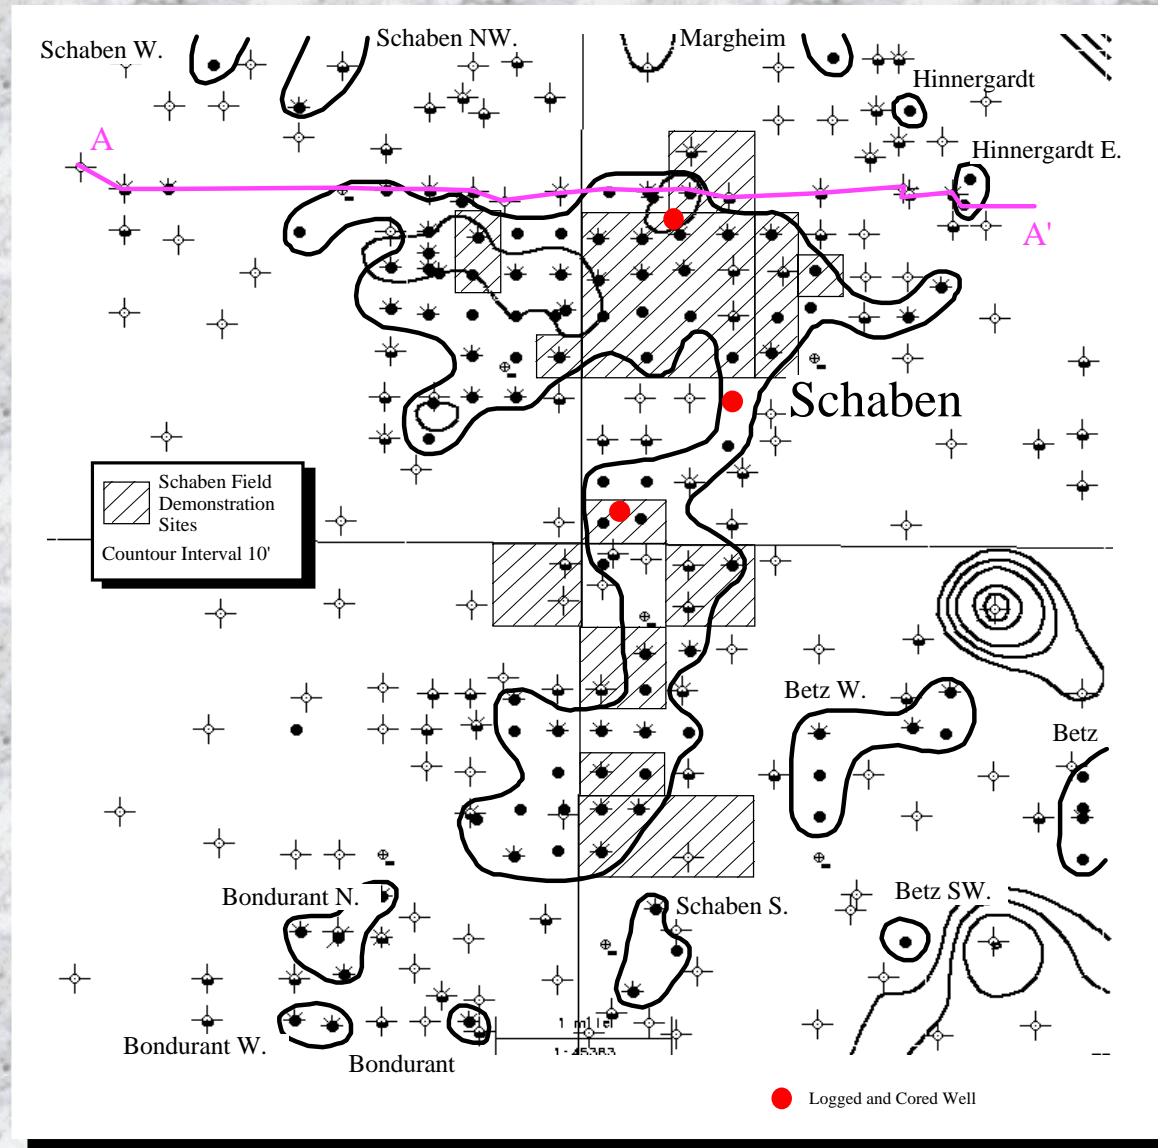 Schaben W.
Schaben NW.
Margheim
Hinnergardt
Hinnergardt E.
A
A'
Schaben
Schaben Field
Demonstration
Sites
Countour Interval 10'
Betz W.
Betz
Bondurant N.
Schaben S.
Betz SW.
Bondurant W.
Bondurant
1 mile
Logged and Cored Well